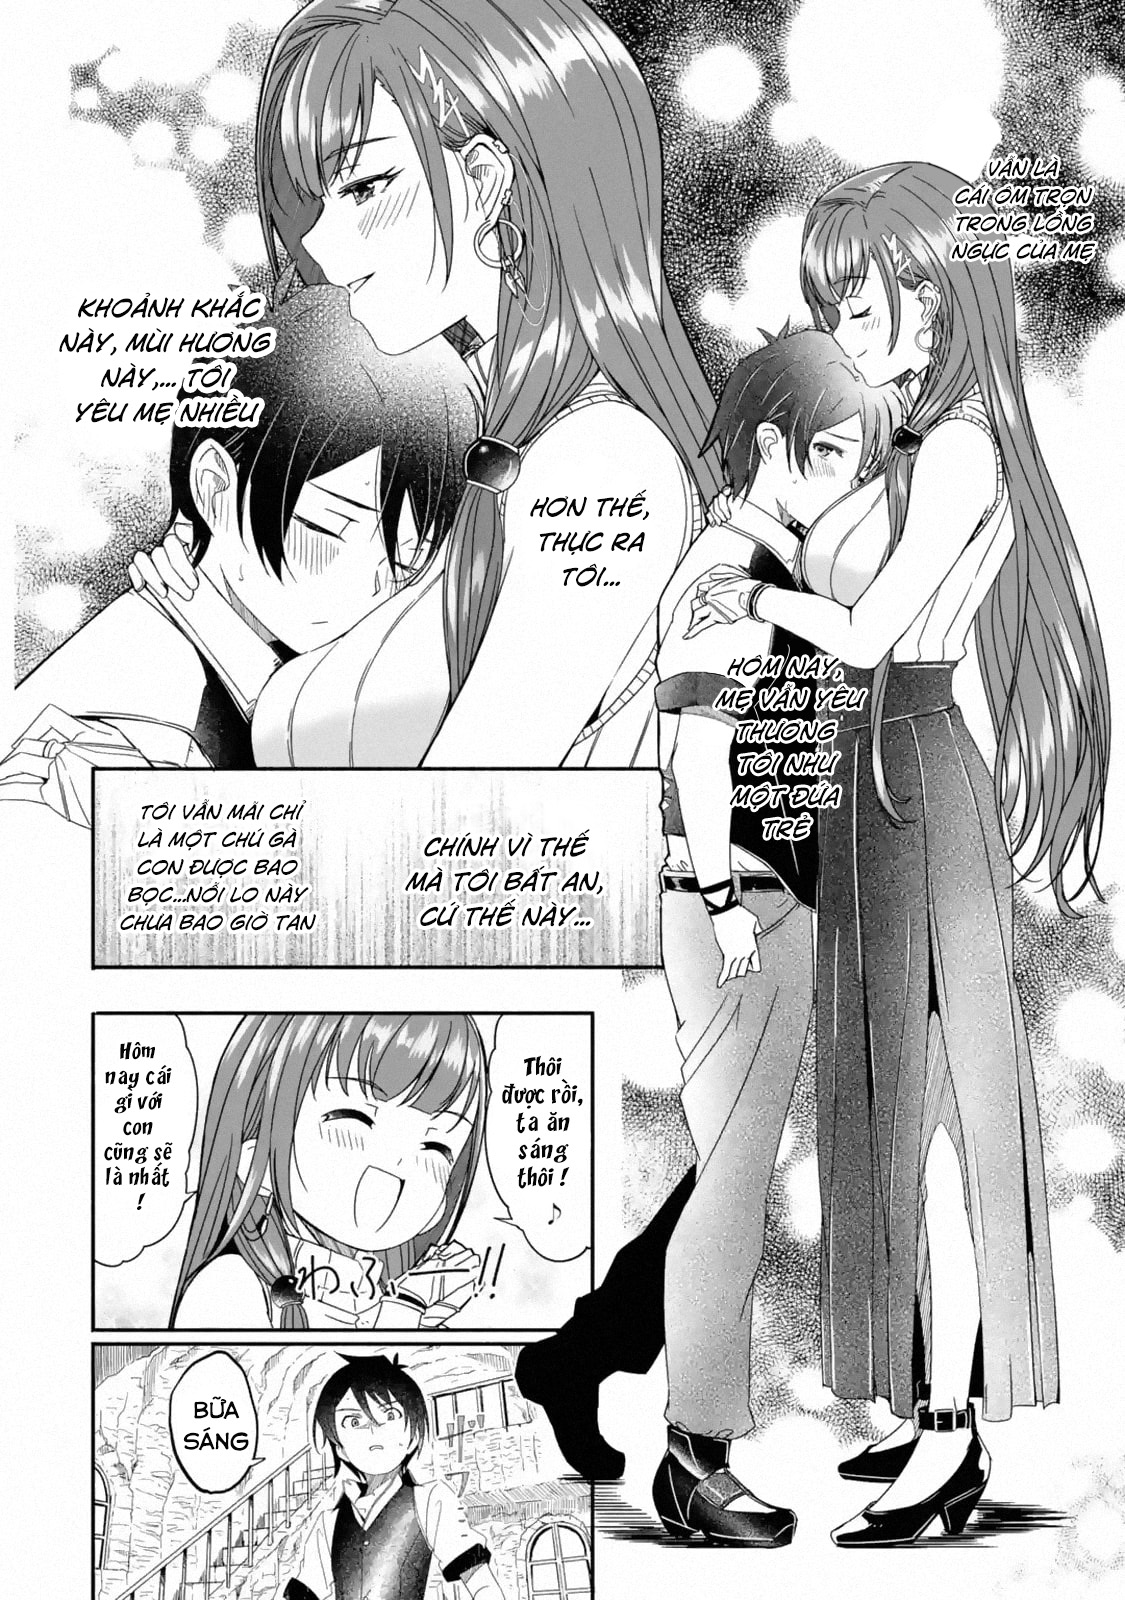 VẪN LÀ
CÁI ÔM TRỌN
TRONG LỒNG
NGỰC CỦA MẸ
KHOẢNH KHẮC
NÀY, MÙI HƯƠNG
NÀY,... TÔI
YÊU MẸ NHIỀU
HƠN THẾ,
THỰC RA
TÔI...
HÔM NAY,
MẸ VẪN YÊU
THƯƠNG
TÔI NHƯ
MỘT ĐỨA
TRẺ
CHÍNH VÌ THẾ
MÀ TÔI BẤT AN,
CỨ THẾ NÀY...
TÔI VẪN MÃI CHỈ
LÀ MỘT CHÚ GÀ
CON ĐƯỢC BAO
BỌC...NỖI LO NÀY
CHƯA BAO GIỜ TAN
Thôi
được rồi,
ta ăn
sáng
thôi !
♪
Hôm
nay cái
gì với
con
cũng sẽ
là nhất
!
わふぅー!!
BỮA
SÁNG